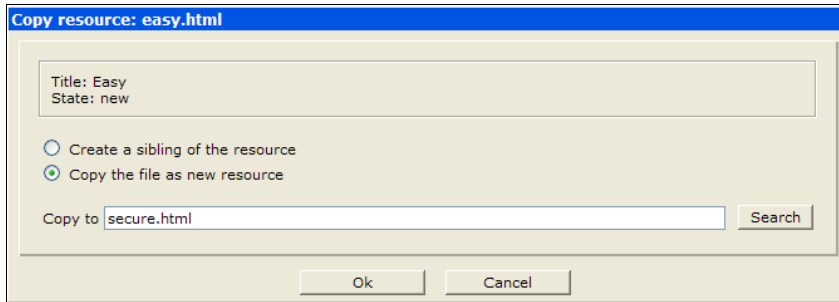 Copy resource: easy.html
Title: Easy
State: new
Create a sibling of the resource
Copy the file as new resource
Copy to secure.html Search
Ok Cancel